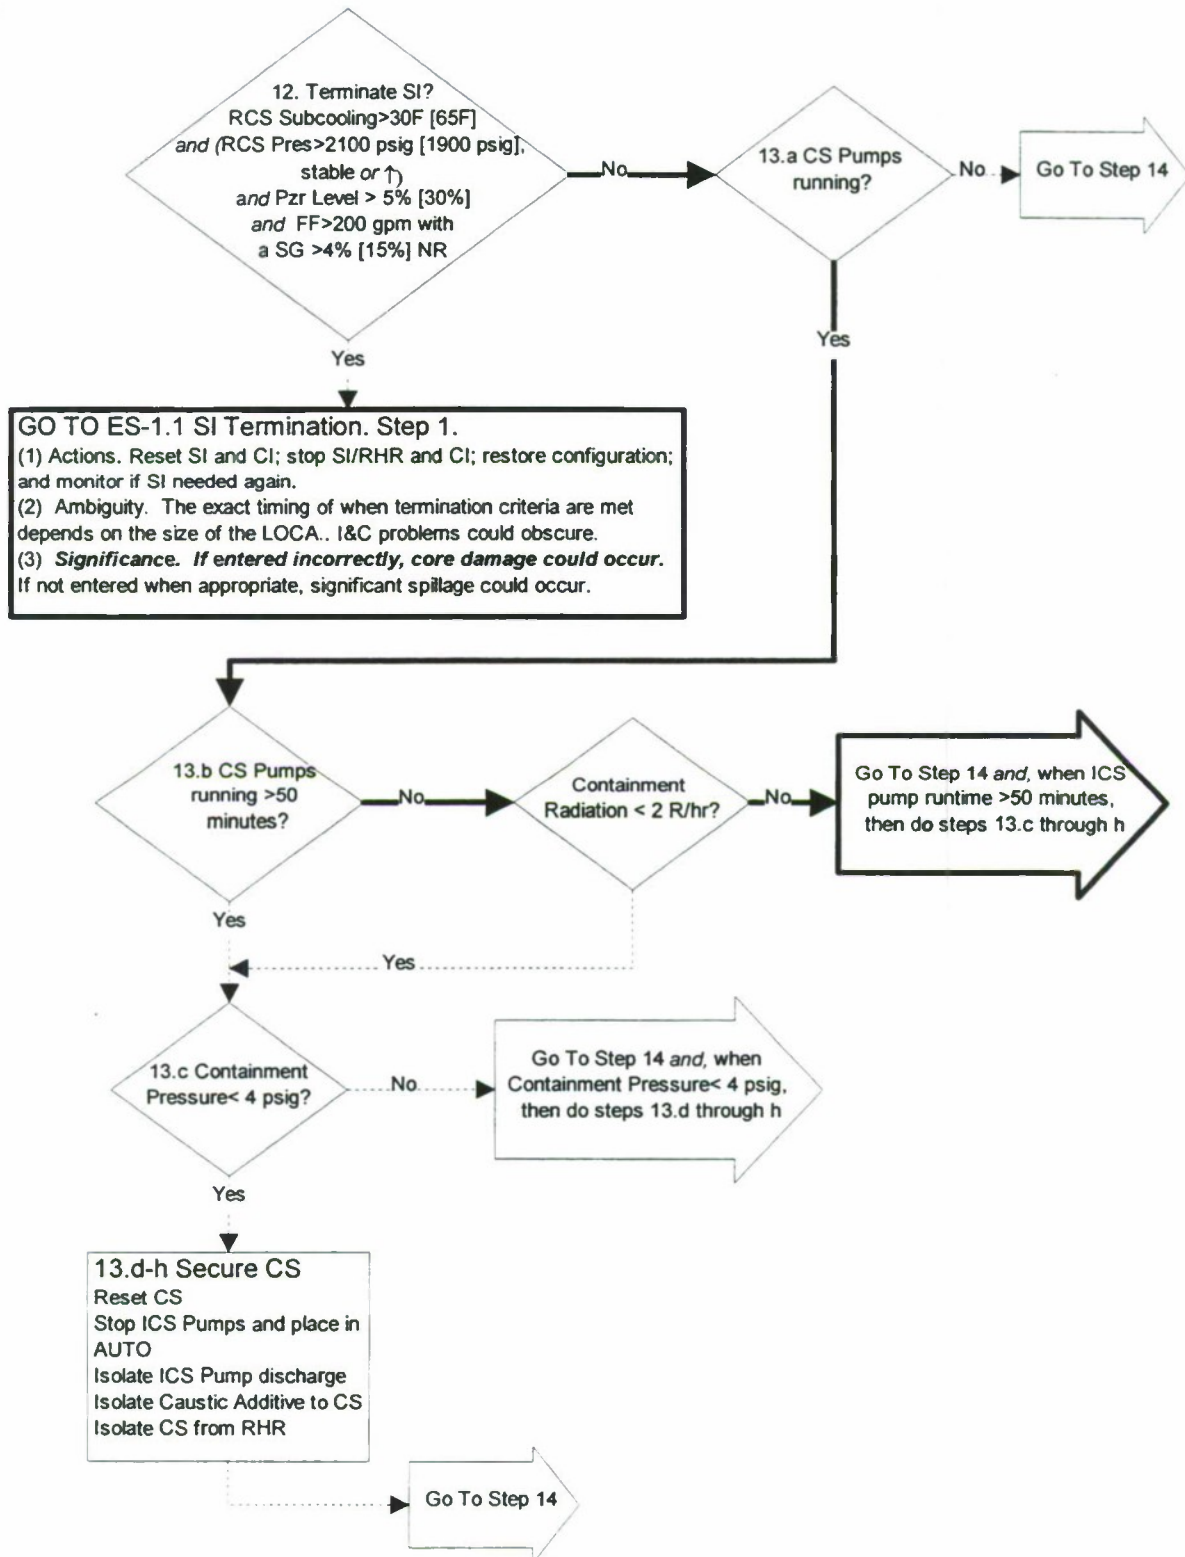 12. Terminate SI?
RCS Subcooling>30F [65F]
and (RCS Pres>2100 psig [1900 psig],
stable or ↑)
and Pzr Level > 5% [30%]
and FF>200 gpm with
a SG >4% [15%] NR
No
13.a CS Pumps
running?
No
Go To Step 14
Yes
Yes
GO TO ES-1.1 SI Termination. Step 1.
(1) Actions. Reset SI and CI; stop SI/RHR and CI; restore configuration;
and monitor if SI needed again.
(2) Ambiguity. The exact timing of when termination criteria are met
depends on the size of the LOCA.. I&C problems could obscure.
(3) Significance. If entered incorrectly, core damage could occur.
If not entered when appropriate, significant spillage could occur.
13.b CS Pumps
running >50
minutes?
No
Containment
Radiation < 2 R/hr?
No
Go To Step 14 and, when ICS
pump runtime >50 minutes,
then do steps 13.c through h
Yes
Yes
13.c Containment
Pressure< 4 psig?
No
Go To Step 14 and, when
Containment Pressure< 4 psig,
then do steps 13.d through h
Yes
13.d-h Secure CS
Reset CS
Stop ICS Pumps and place in
AUTO
Isolate ICS Pump discharge
Isolate Caustic Additive to CS
Isolate CS from RHR
Go To Step 14